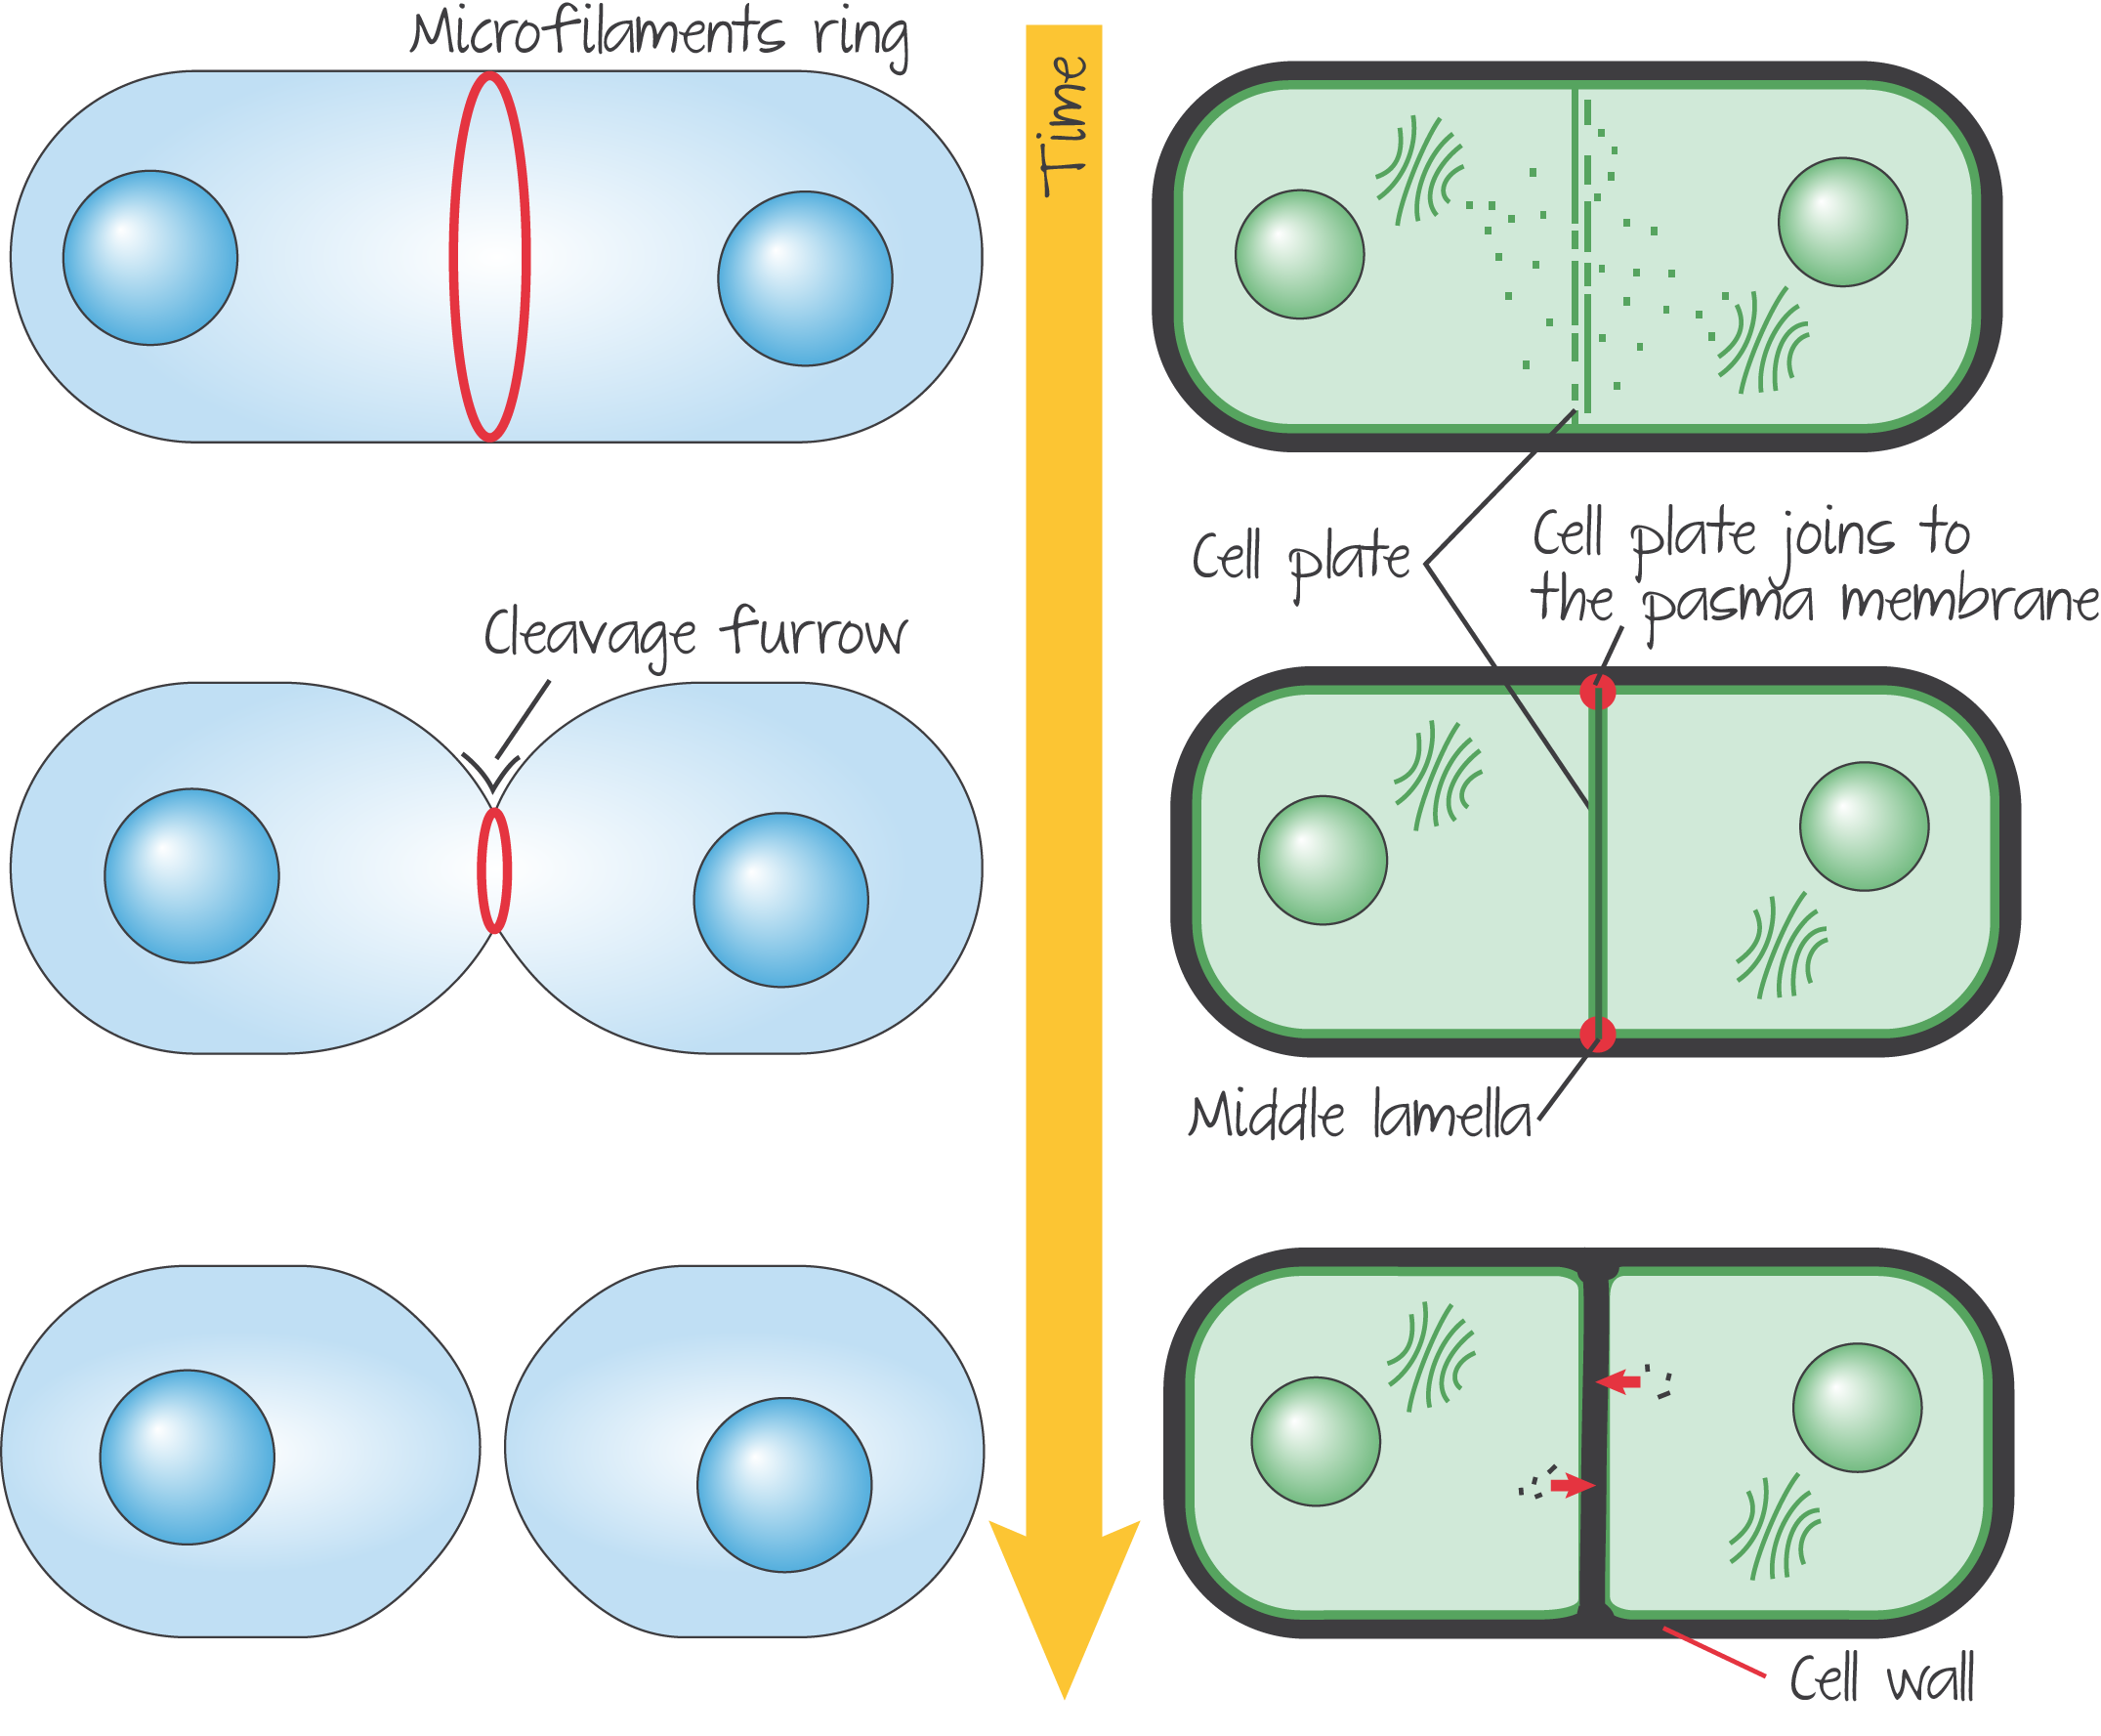 Microfilaments ring
Time
Cell plate
Cell plate joins to
the pasma membrane
Cleavage furrow
Middle lamella
Cell wall